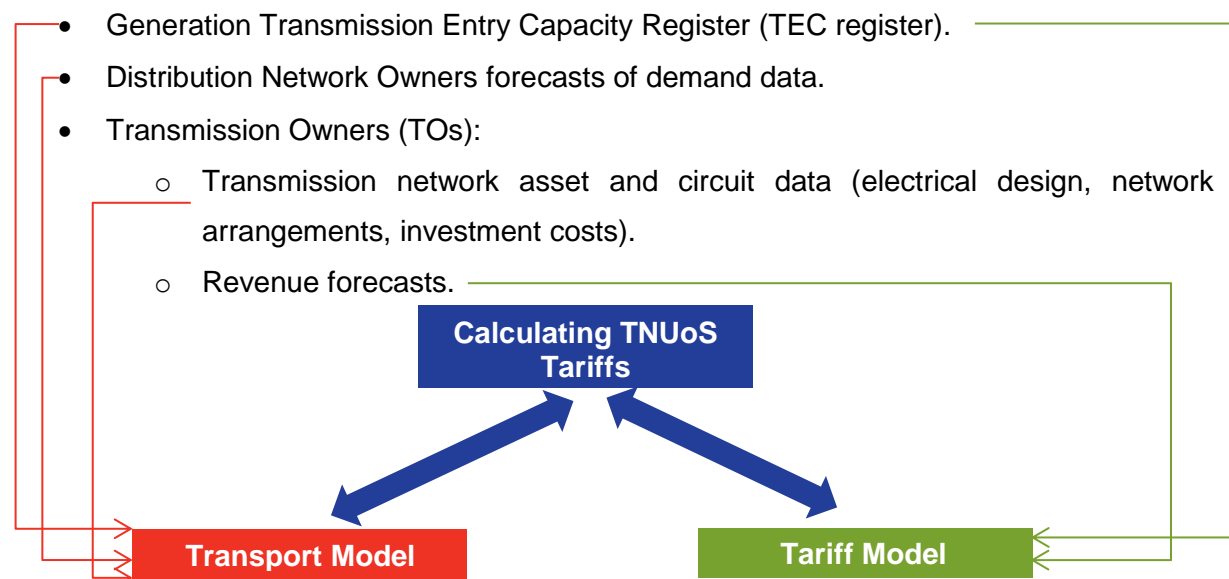 • Generation Transmission Entry Capacity Register (TEC register).
• Distribution Network Owners forecasts of demand data.
• Transmission Owners (TOs):
o Transmission network asset and circuit data (electrical design, network
arrangements, investment costs).
o Revenue forecasts.
Calculating TNUoS
Tariffs
Transport Model
Tariff Model